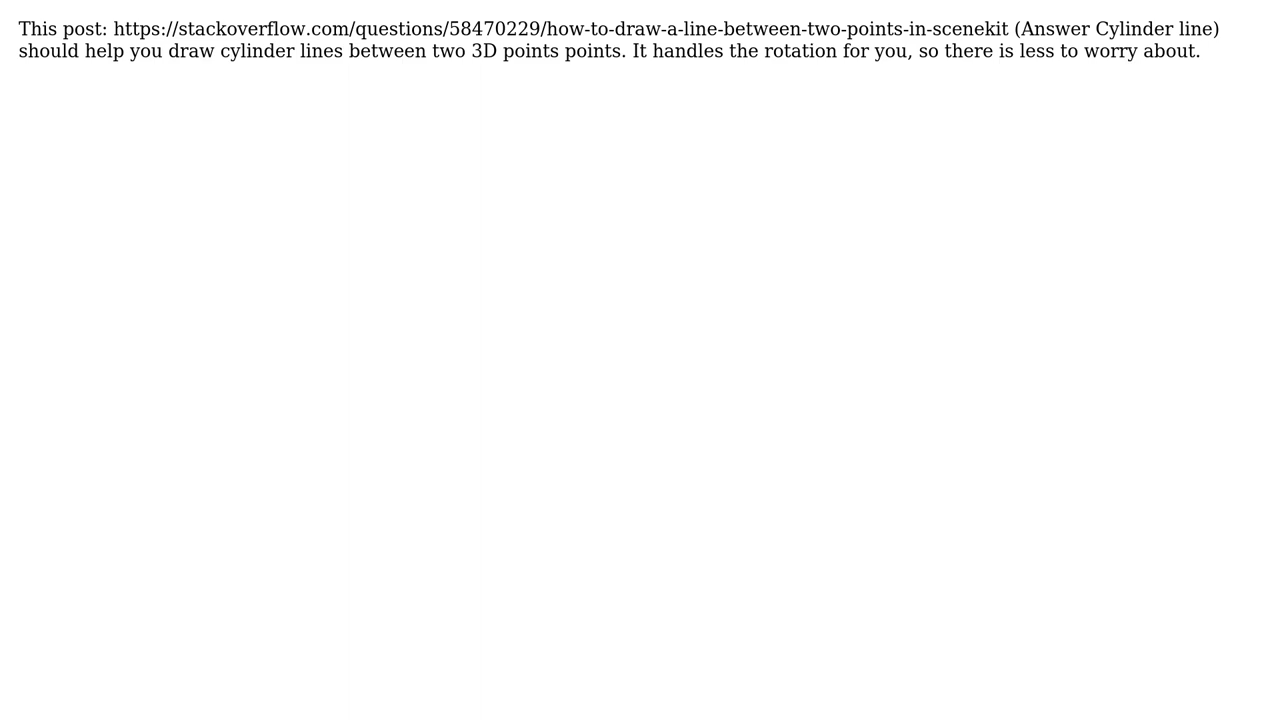 This post: https://stackoverflow.com/questions/58470229/how-to-draw-a-line-between-two-points-in-scenekit (Answer Cylinder line)
should help you draw cylinder lines between two 3D points points. It handles the rotation for you, so there is less to worry about.